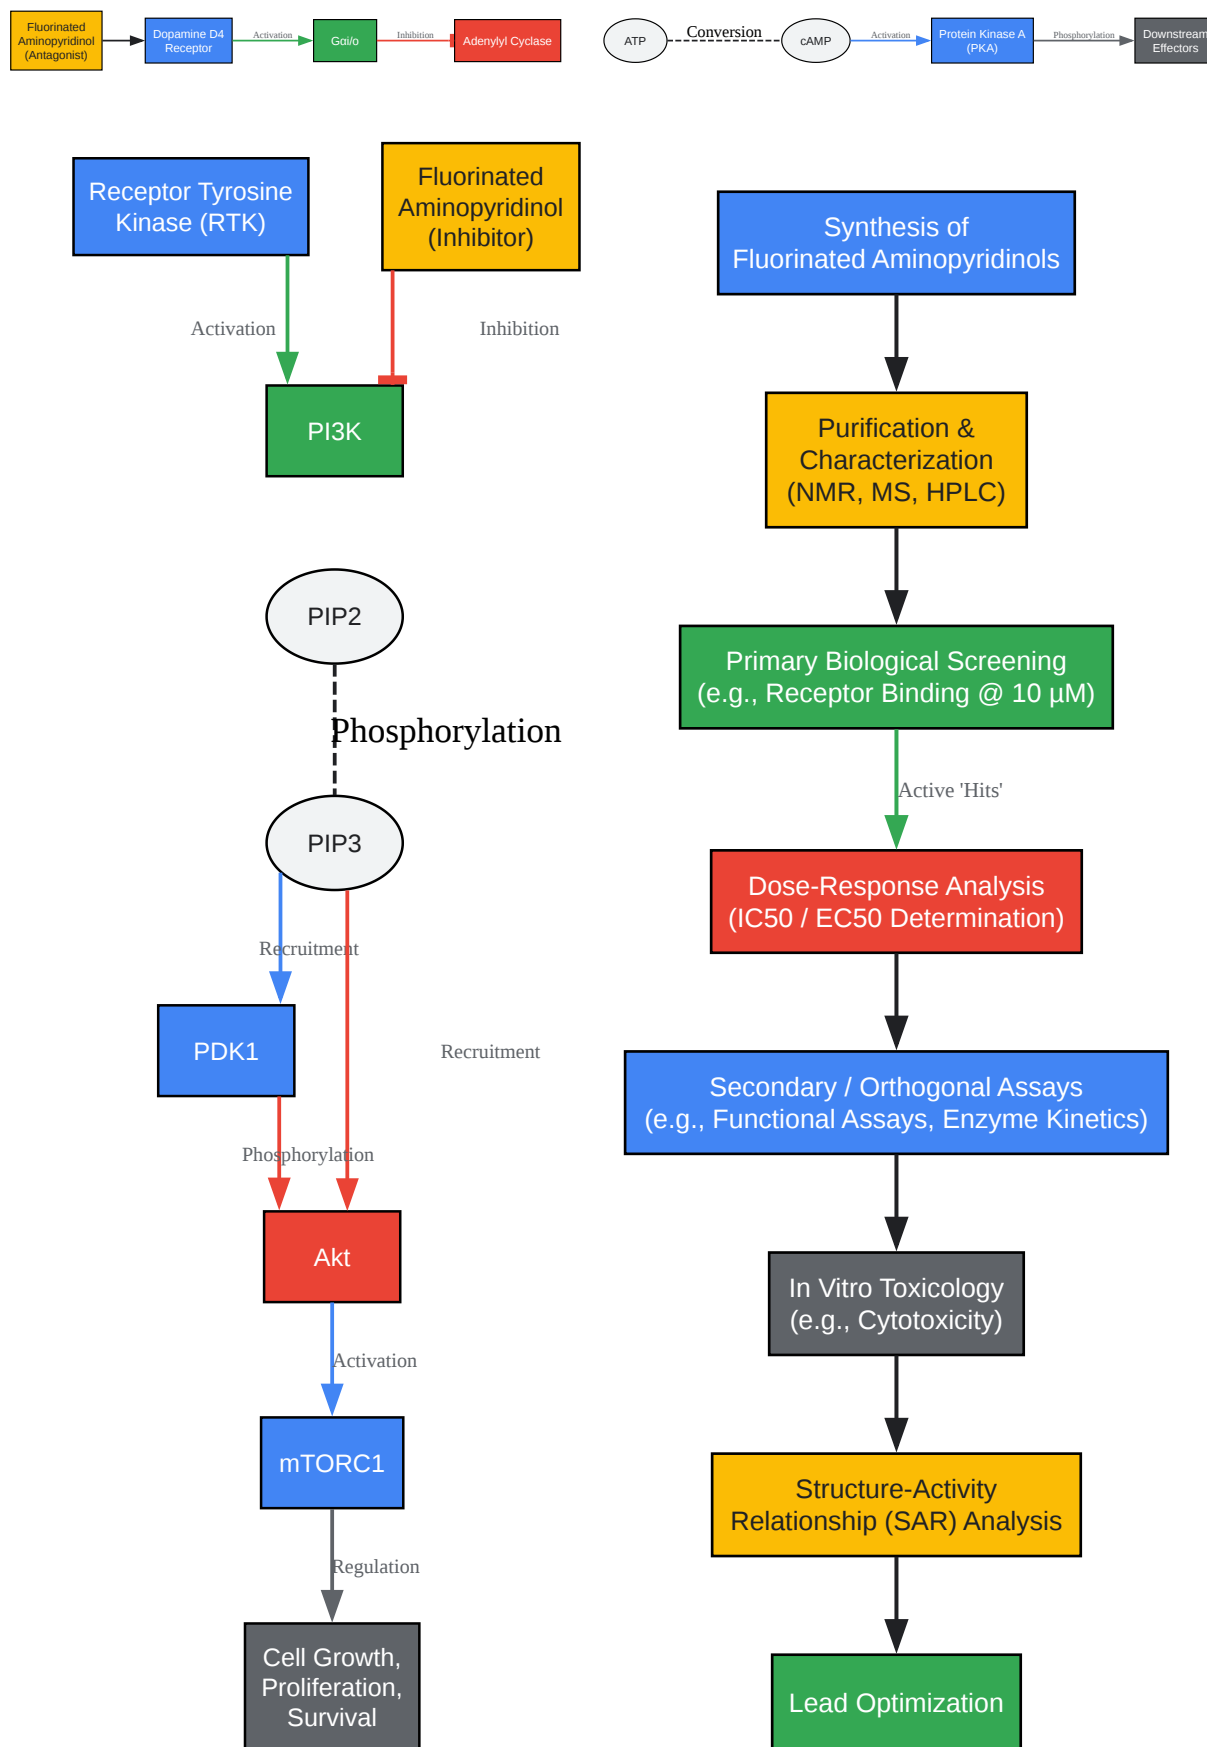 Fluorinated
Aminopyridinol
(Antagonist)
Dopamine D4
Receptor
Activation
Gαi/o
Inhibition
Adenylyl Cyclase
ATP
Conversion
cAMP
Activation
Protein Kinase A
(PKA)
Phosphorylation
Downstream
Effectors
Receptor Tyrosine
Kinase (RTK)
Fluorinated
Aminopyridinol
(Inhibitor)
Activation
Inhibition
PI3K
PIP2
Phosphorylation
PIP3
Recruitment
PDK1
Recruitment
Phosphorylation
Akt
Activation
mTORC1
Regulation
Cell Growth,
Proliferation,
Survival
Synthesis of
Fluorinated Aminopyridinols
Purification &
Characterization
(NMR, MS, HPLC)
Primary Biological Screening
(e.g., Receptor Binding @ 10 µM)
Active 'Hits'
Dose-Response Analysis
(IC50 / EC50 Determination)
Secondary / Orthogonal Assays
(e.g., Functional Assays, Enzyme Kinetics)
In Vitro Toxicology
(e.g., Cytotoxicity)
Structure-Activity
Relationship (SAR) Analysis
Lead Optimization